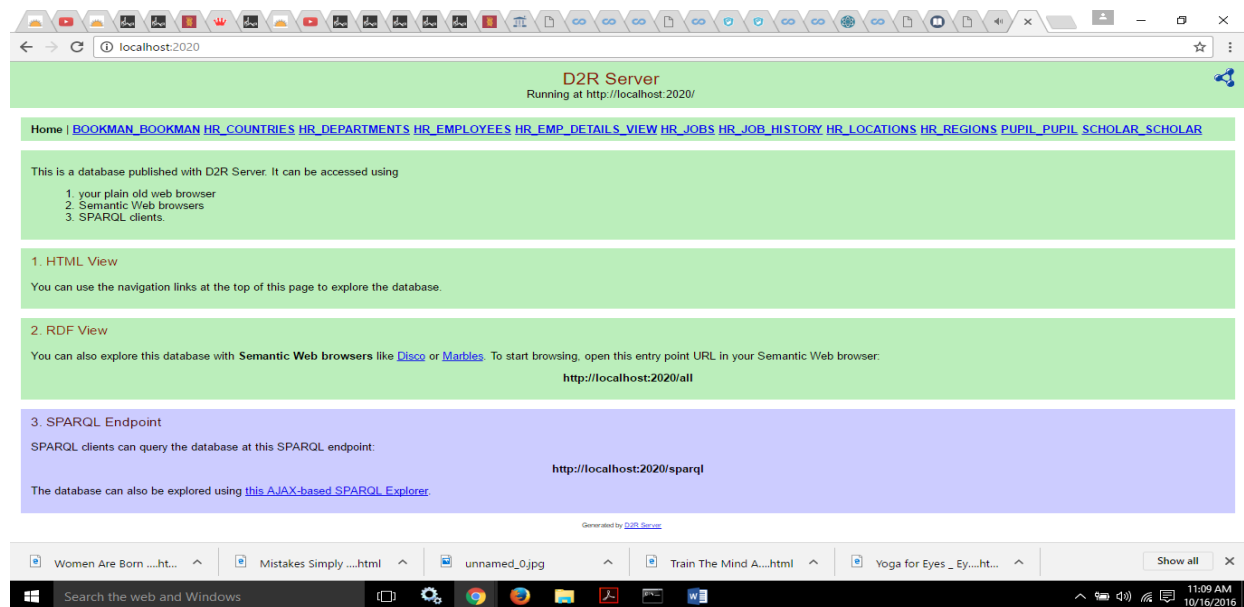 localhost:2020
D2R Server
Running at http://localhost:2020/
Home | BOOKMAN_BOOKMAN HR_COUNTRIES HR_DEPARTMENTS HR_EMPLOYEES HR_EMP_DETAILS_VIEW HR_JOBS HR_JOB_HISTORY HR_LOCATIONS HR_REGIONS PUPIL_PUPIL SCHOLAR_SCHOLAR
This is a database published with D2R Server. It can be accessed using
1. your plain old web browser
2. Semantic Web browsers
3. SPARQL clients.
1. HTML View
You can use the navigation links at the top of this page to explore the database.
2. RDF View
You can also explore this database with Semantic Web browsers like Disco or Marbles. To start browsing, open this entry point URL in your Semantic Web browser:
http://localhost:2020/all
3. SPARQL Endpoint
SPARQL clients can query the database at this SPARQL endpoint:
http://localhost:2020/sparql
The database can also be explored using this AJAX-based SPARQL Explorer.
Generated by D2R Server
Women Are Born ....ht... Mistakes Simply ....html unnamed_0.jpg Train The Mind A....html Yoga for Eyes _ Ey....ht... Show all
Search the web and Windows
11:09 AM
10/16/2016